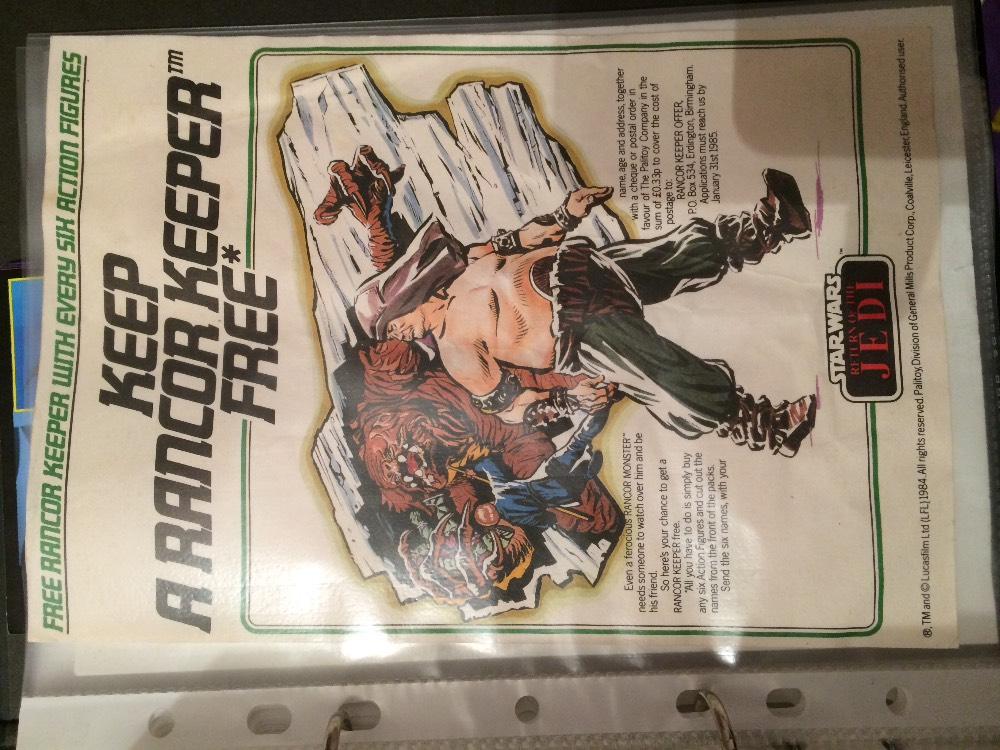 FREE RANCOR KEEPER WITH EVERY SIX ACTION FIGURES
KEEP
A RANCOR KEEPER™
FREE*
Even a ferocious RANCOR MONSTER™
needs someone to watch over him and be
his friend.
So here's your chance to get a
RANCOR KEEPER free.
*All you have to do is simply buy
any six Action Figures and cut out the
names from the front of the packs.
Send the six names, with your
name, age and address, together
with a cheque or postal order in
favour of The Palitoy Company in the
sum of £0.33p to cover the cost of
postage to:
RANCOR KEEPER OFFER,
P.O. Box 534, Erdington, Birmingham.
Applications must reach us by
January 31st 1985.
STAR WARS™
RETURN OF THE
JEDI
®, TM and © Lucasfilm Ltd (LFL) 1984. All rights reserved. Palitoy, Division of General Mills Product Corp., Coalville, Leicester, England. Authorised user.